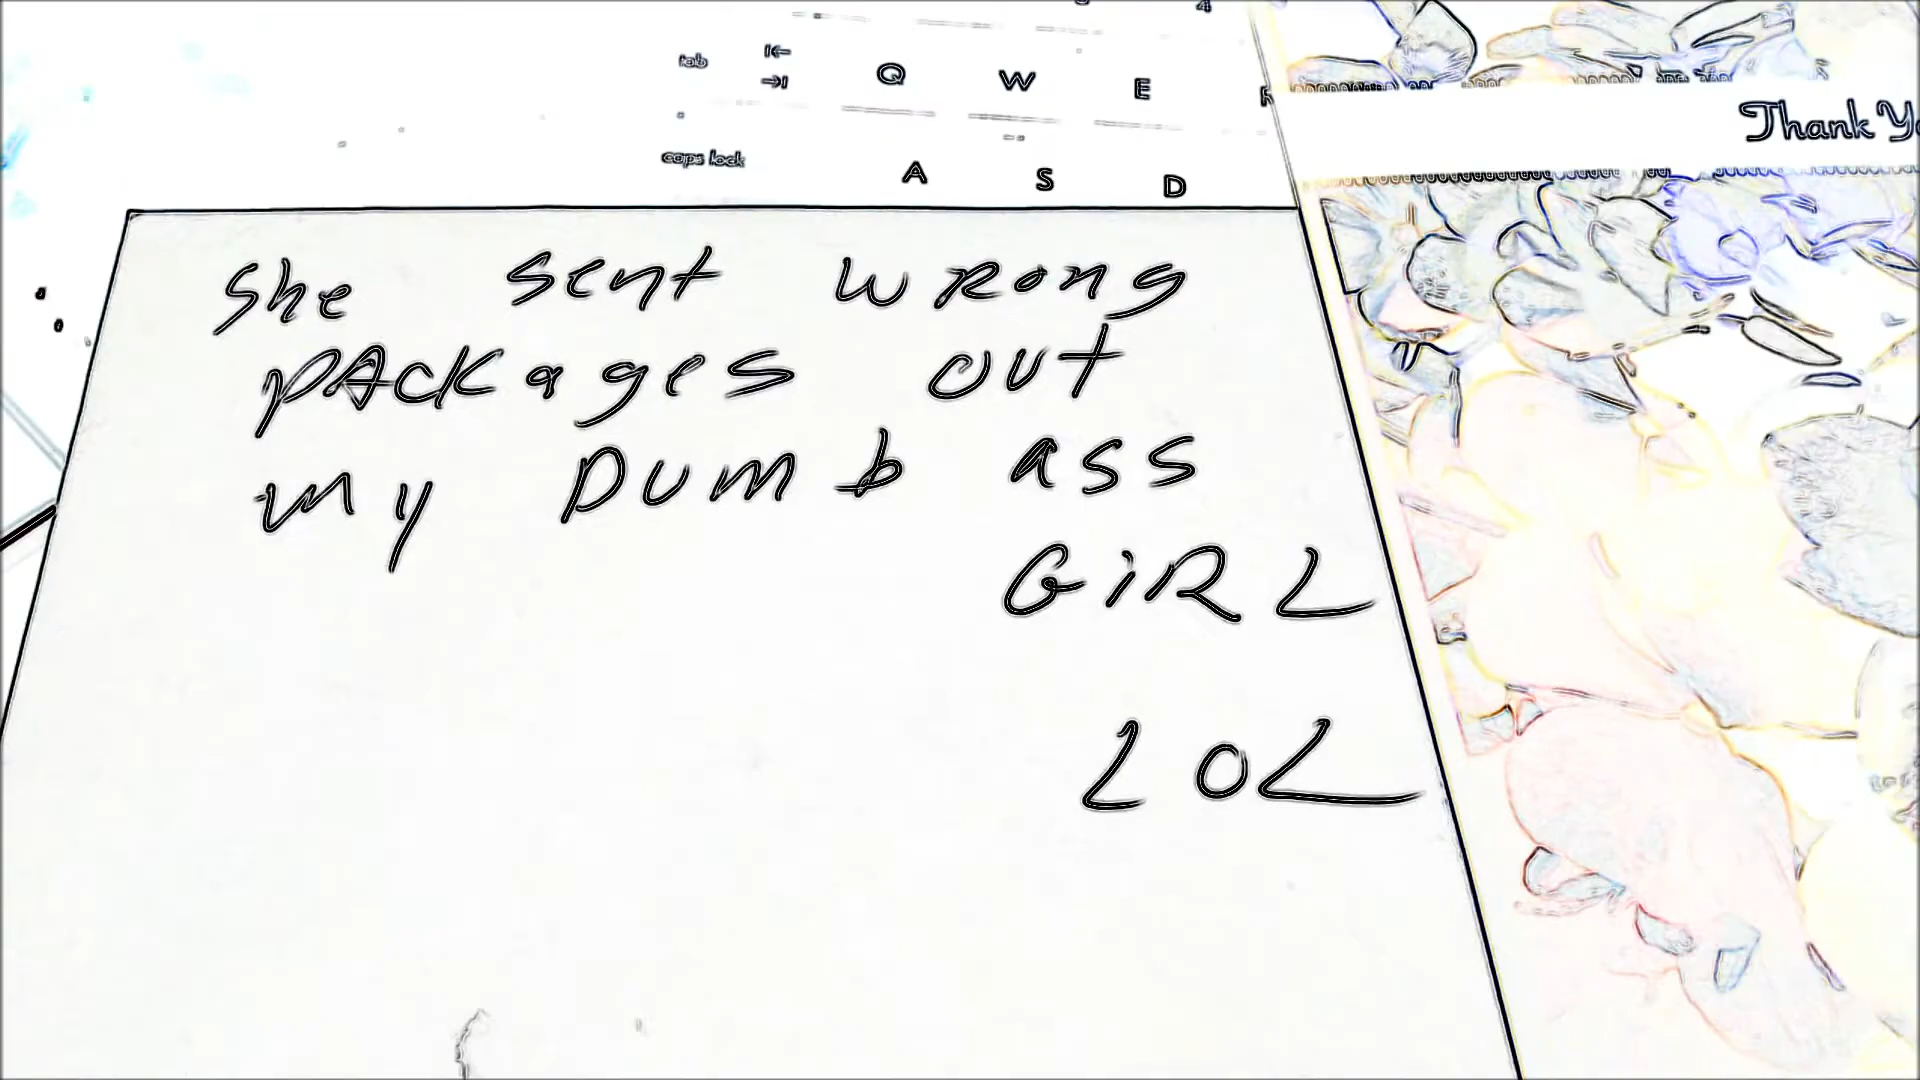 tab Q W E
caps lock A S D
Thank
She sent wrong
PACKages out
my DUMb ass
GiRL
LOL